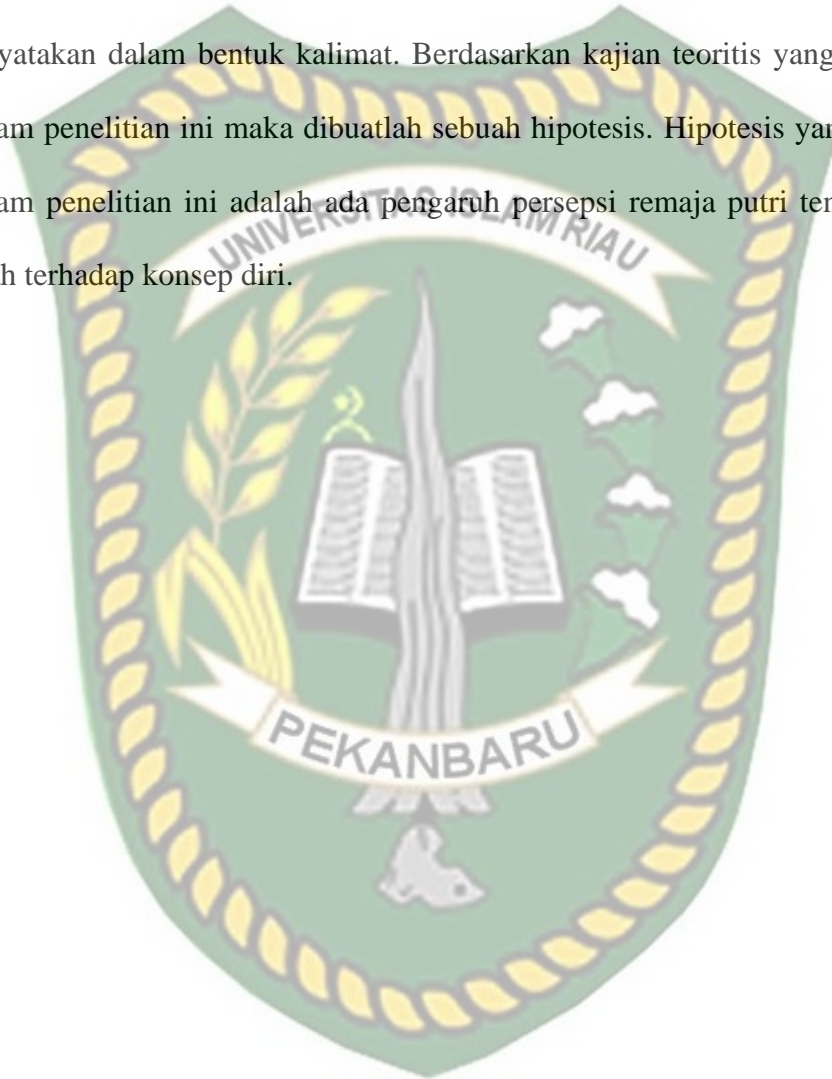 yatakan dalam bentuk kalimat. Berdasarkan kajian teoritis yang
am penelitian ini maka dibuatlah sebuah hipotesis. Hipotesis yan
am penelitian ini adalah ada pengaruh persepsi remaja putri ten
h terhadap konsep diri.
UNIVERSITAS ISLAM RIAU
PEKANBARU